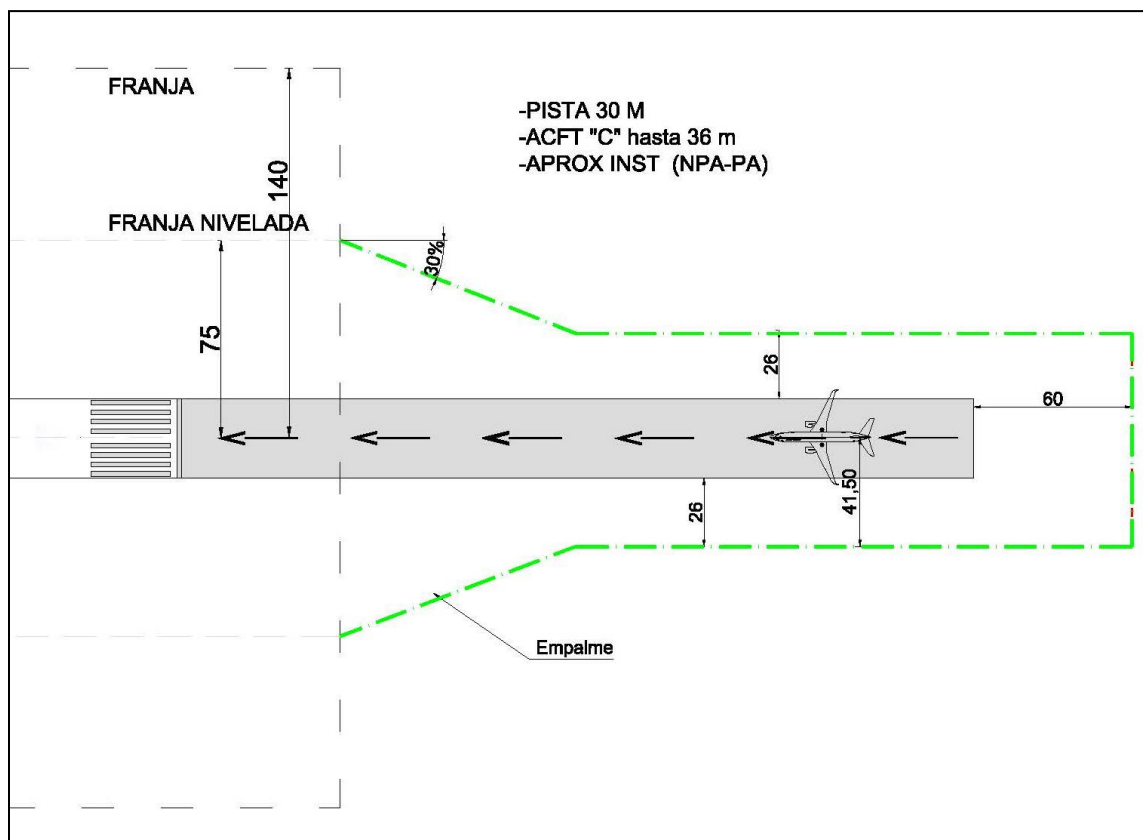 FRANJA
-PISTA 30 M
-ACFT "C" hasta 36 m
-APROX INST (NPA-PA)
140
FRANJA NIVELADA
30%
75
26
60
41,50
26
Empalme